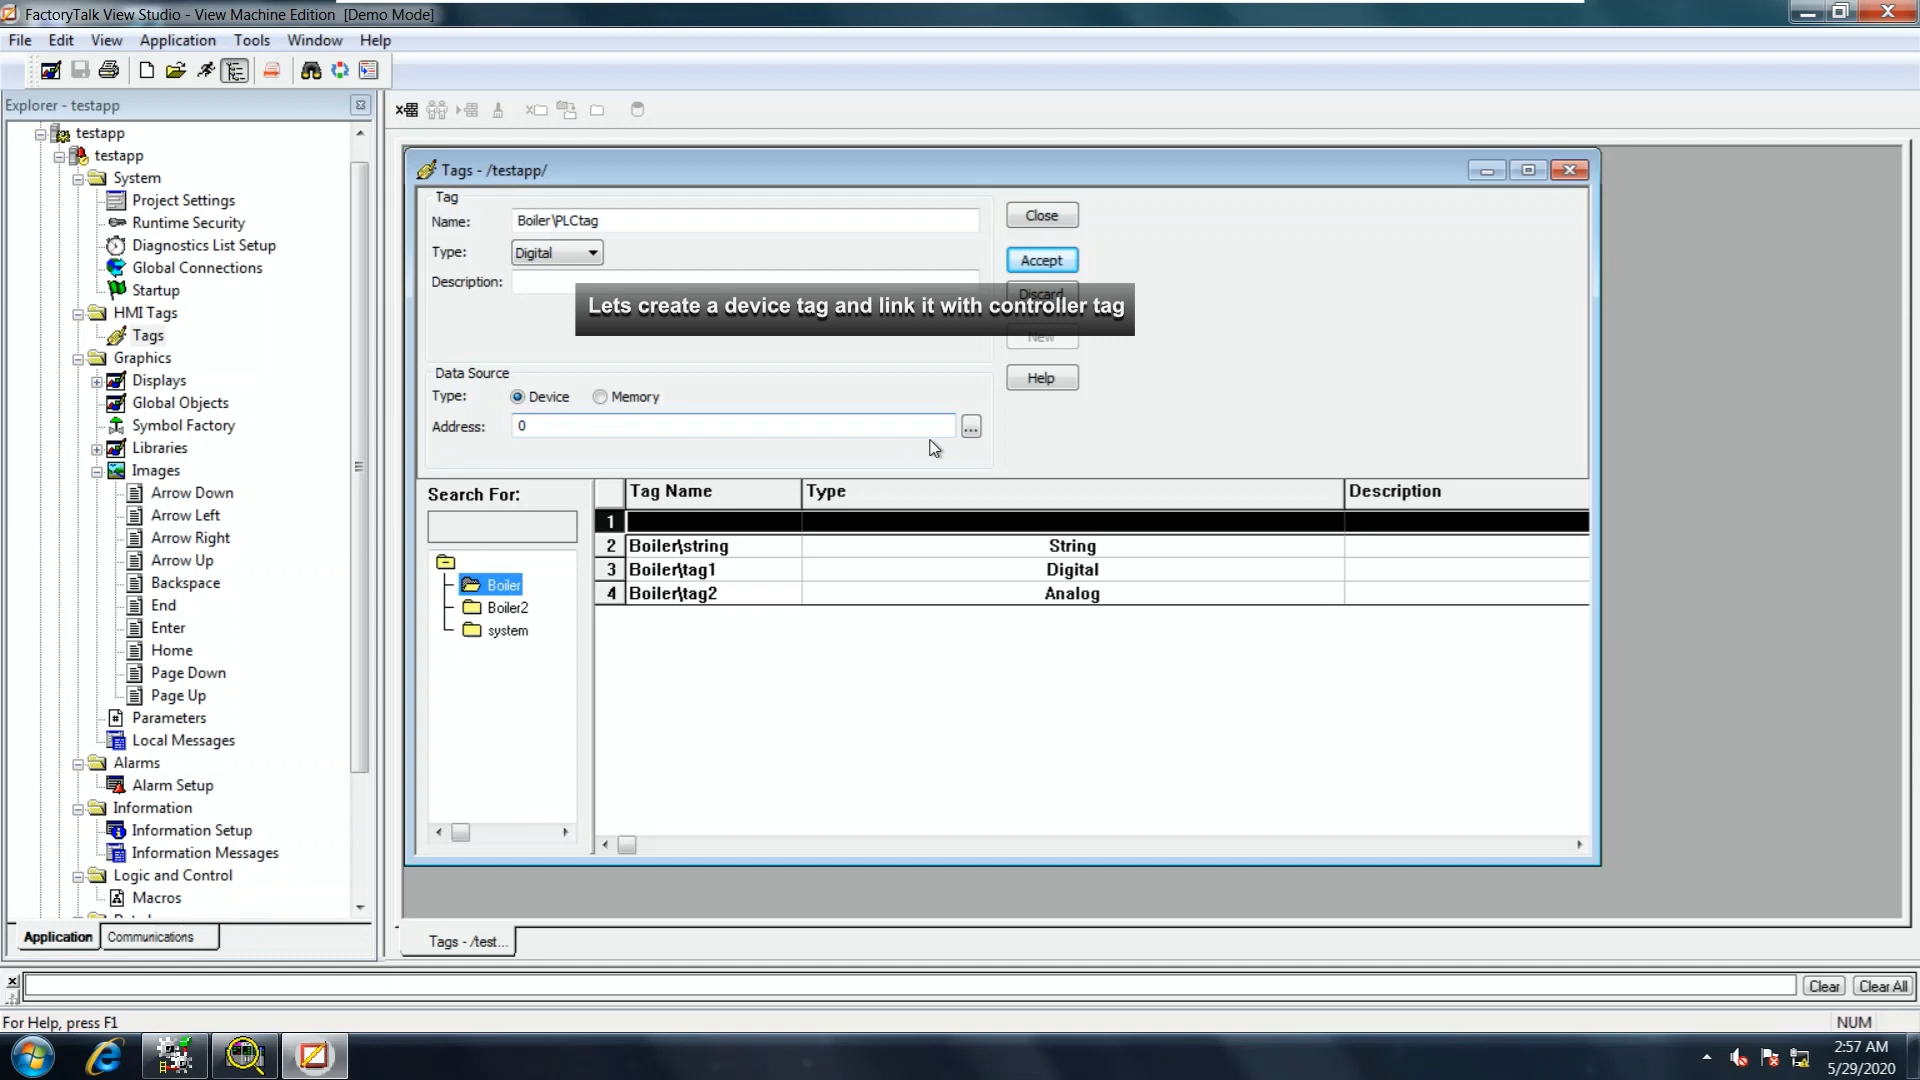 FactoryTalk View Studio - View Machine Edition [Demo Mode]
File Edit View Application Tools Window Help
Explorer - testapp
testapp
testapp
System
Project Settings
Runtime Security
Diagnostics List Setup
Global Connections
Startup
HMI Tags
Tags
Graphics
Displays
Global Objects
Symbol Factory
Libraries
Images
Arrow Down
Arrow Left
Arrow Right
Arrow Up
Backspace
End
Enter
Home
Page Down
Page Up
Parameters
Local Messages
Alarms
Alarm Setup
Information
Information Setup
Information Messages
Logic and Control
Macros
Application Communications
Tags - /testapp/
Tag
Name: Boiler\PLCtag
Type: Digital
Description:
Close
Accept
Discard
New
Help
Lets create a device tag and link it with controller tag
Data Source
Type: Device Memory
Address: 0 ...
Search For:
Boiler
Boiler2
system
Tag Name Type Description
1
2 Boiler\string String
3 Boiler\tag1 Digital
4 Boiler\tag2 Analog
Tags - /test...
Clear Clear All
For Help, press F1
NUM
2:57 AM
5/29/2020